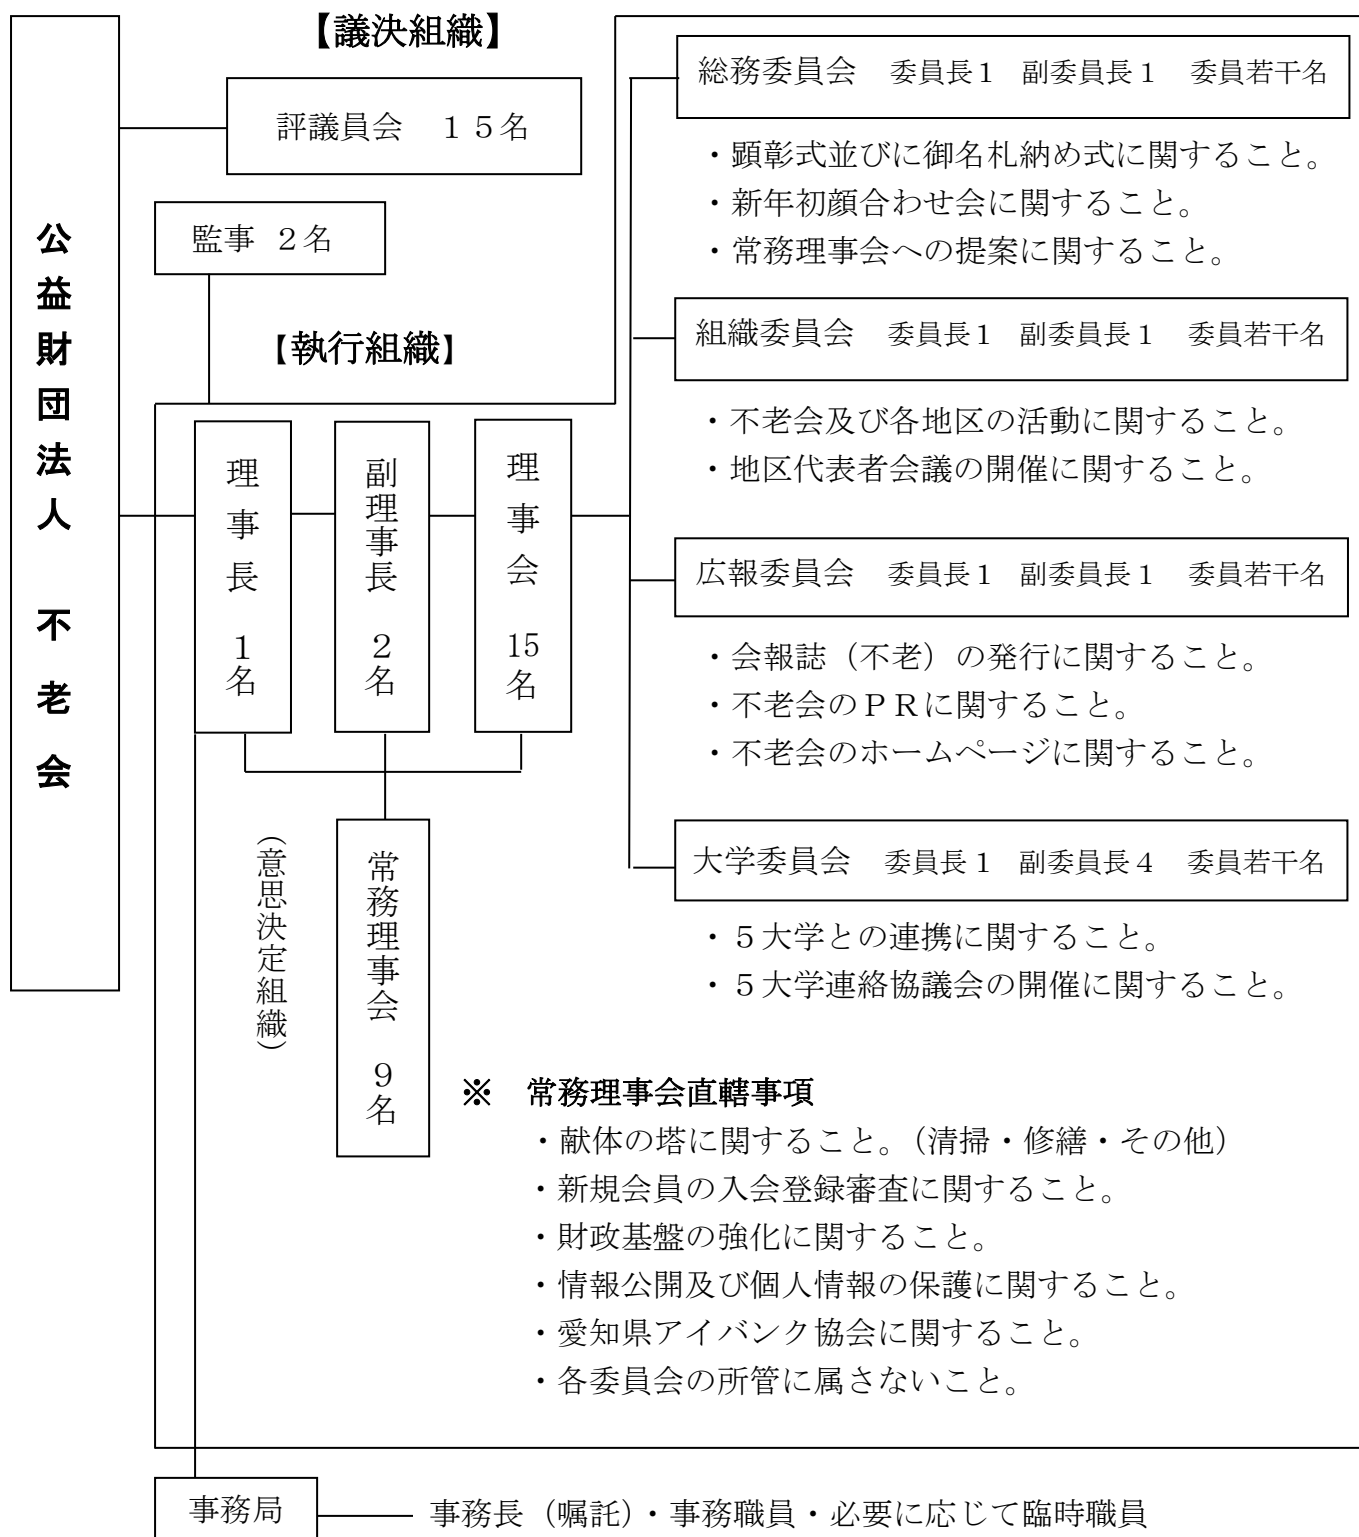 公益財団法人 不老会
【議決組織】
評議員会 15名
監事 2名
【執行組織】
理事長 1名
副理事長 2名
理事会 15名
(意思決定組織)
常務理事会 9名
総務委員会 委員長1 副委員長1 委員若干名
・顕彰式並びに御名札納め式に関すること。
・新年初顔合わせ会に関すること。
・常務理事会への提案に関すること。
組織委員会 委員長1 副委員長1 委員若干名
・不老会及び各地区の活動に関すること。
・地区代表者会議の開催に関すること。
広報委員会 委員長1 副委員長1 委員若干名
・会報誌(不老)の発行に関すること。
・不老会のPRに関すること。
・不老会のホームページに関すること。
大学委員会 委員長1 副委員長4 委員若干名
・5大学との連携に関すること。
・5大学連絡協議会の開催に関すること。
※ 常務理事会直轄事項
・献体の塔に関すること。(清掃・修繕・その他)
・新規会員の入会登録審査に関すること。
・財政基盤の強化に関すること。
・情報公開及び個人情報の保護に関すること。
・愛知県アイバンク協会に関すること。
・各委員会の所管に属さないこと。
事務局 事務長(嘱託)・事務職員・必要に応じて臨時職員